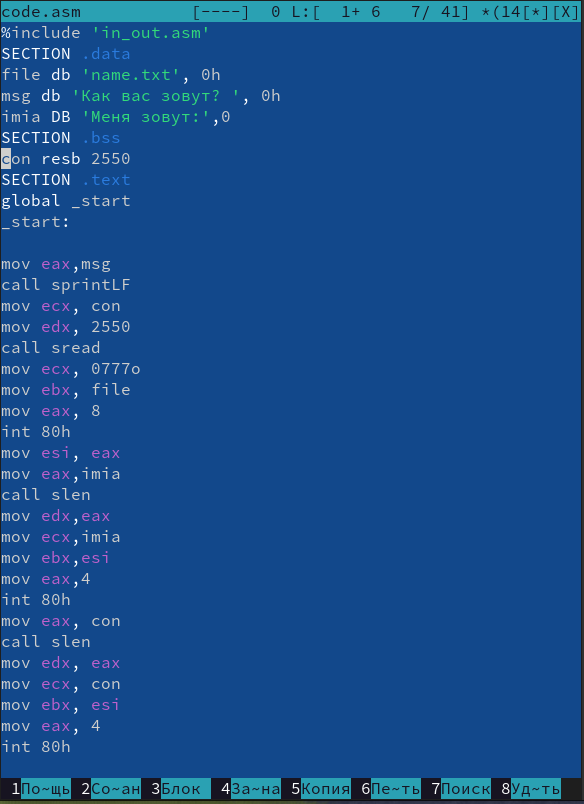 code.asm [----] 0 L:[ 1+ 6 7/ 41] *(14[*][X]
%include 'in_out.asm'
SECTION .data
file db 'name.txt', 0h
msg db 'Как вас зовут? ', 0h
imia DB 'Меня зовут:',0
SECTION .bss
con resb 2550
SECTION .text
global _start
_start:
mov eax,msg
call sprintLF
mov ecx, con
mov edx, 2550
call sread
mov ecx, 0777o
mov ebx, file
mov eax, 8
int 80h
mov esi, eax
mov eax,imia
call slen
mov edx,eax
mov ecx,imia
mov ebx,esi
mov eax,4
int 80h
mov eax, con
call slen
mov edx, eax
mov ecx, con
mov ebx, esi
mov eax, 4
int 80h
1По~щь 2Со~ан 3Блок 4За~на 5Копия 6Пе~ть 7Поиск 8Уд~ть